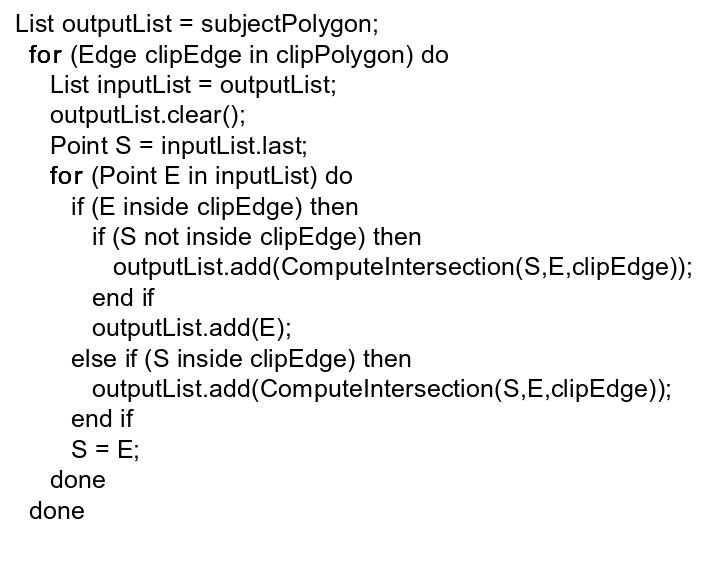 List outputList = subjectPolygon;
for (Edge clipEdge in clipPolygon) do
List inputList = outputList;
outputList.clear();
Point S = inputList.last;
for (Point E in inputList) do
if (E inside clipEdge) then
if (S not inside clipEdge) then
outputList.add(ComputeIntersection(S,E,clipEdge));
end if
outputList.add(E);
else if (S inside clipEdge) then
outputList.add(ComputeIntersection(S,E,clipEdge));
end if
S = E;
done
done